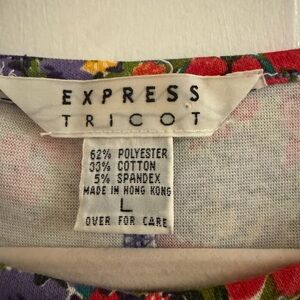 EXPRESS
TRICOT
62% POLYESTER
33% COTTON
5% SPANDEX
MADE IN HONG KONG
L
OVER FOR CARE